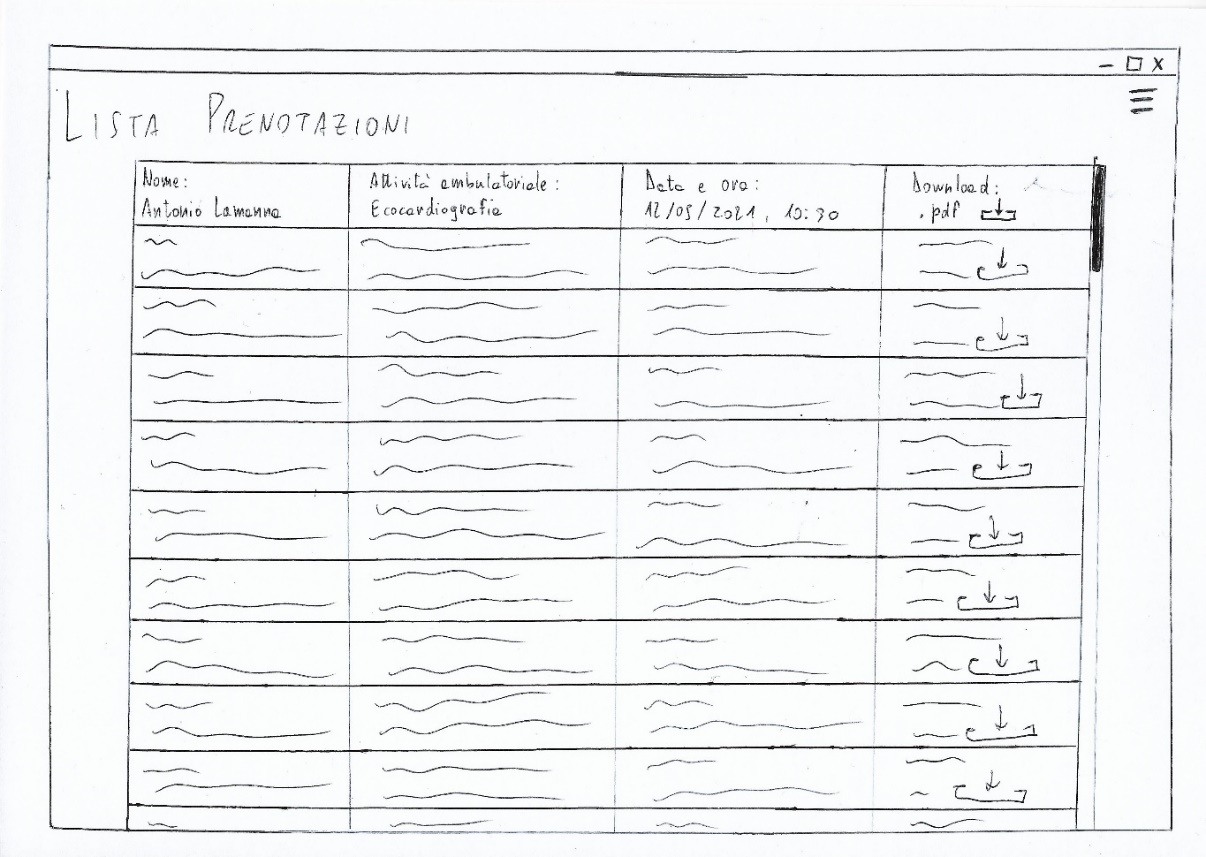 LISTA PRENOTAZIONI
Nome:
Antonio Lamanna
Attività ambulatoriale:
Ecocardiografia
Data e ora:
12/05/2021, 10:30
Download:
.pdf